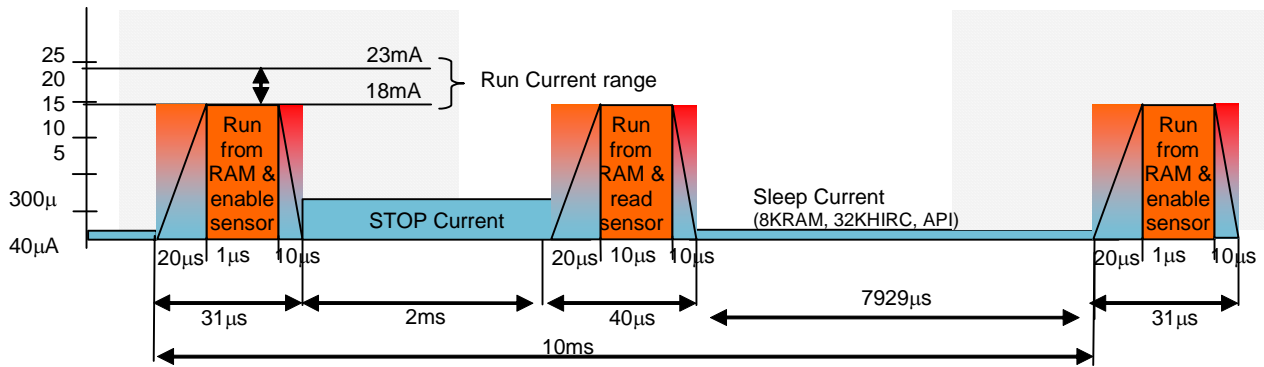 25
20
15
10
5
300µ
40µA
23mA
18mA
Run Current range
Run
from
RAM &
enable
sensor
STOP Current
Run
from
RAM &
read
sensor
Sleep Current
(8KRAM, 32KHIRC, API)
Run
from
RAM &
enable
sensor
20µs
1µs
10µs
20µs
10µs
10µs
20µs
1µs
10µs
31µs
2ms
40µs
7929µs
31µs
10ms